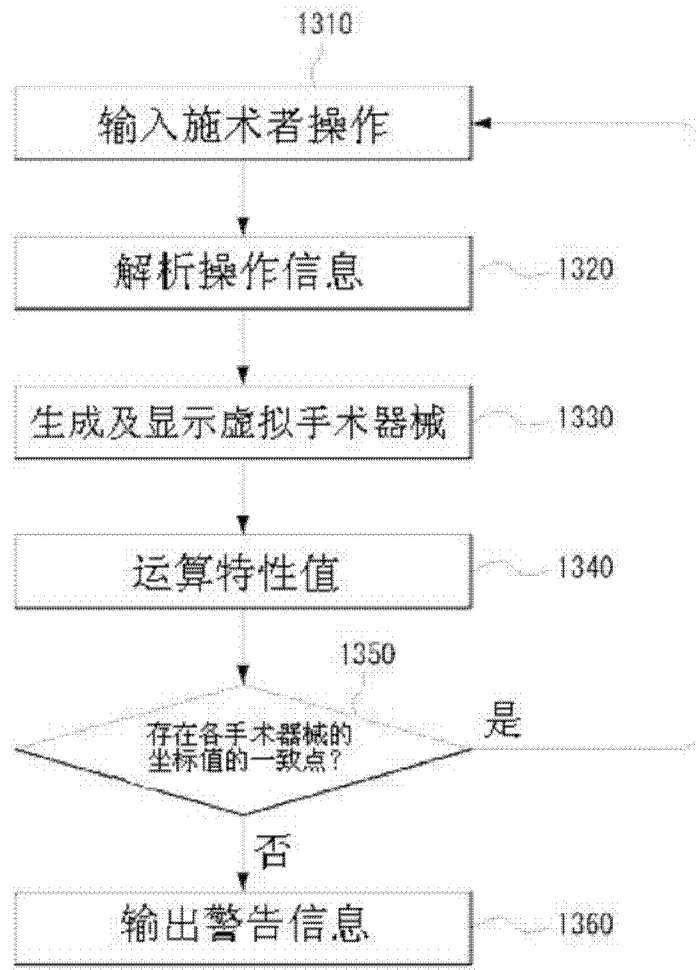 1310
输入施术者操作
解析操作信息
1320
生成及显示虚拟手术器械
1330
运算特性值
1340
1350
存在各手术器械的
坐标值的一致点?
是
否
输出警告信息
1360